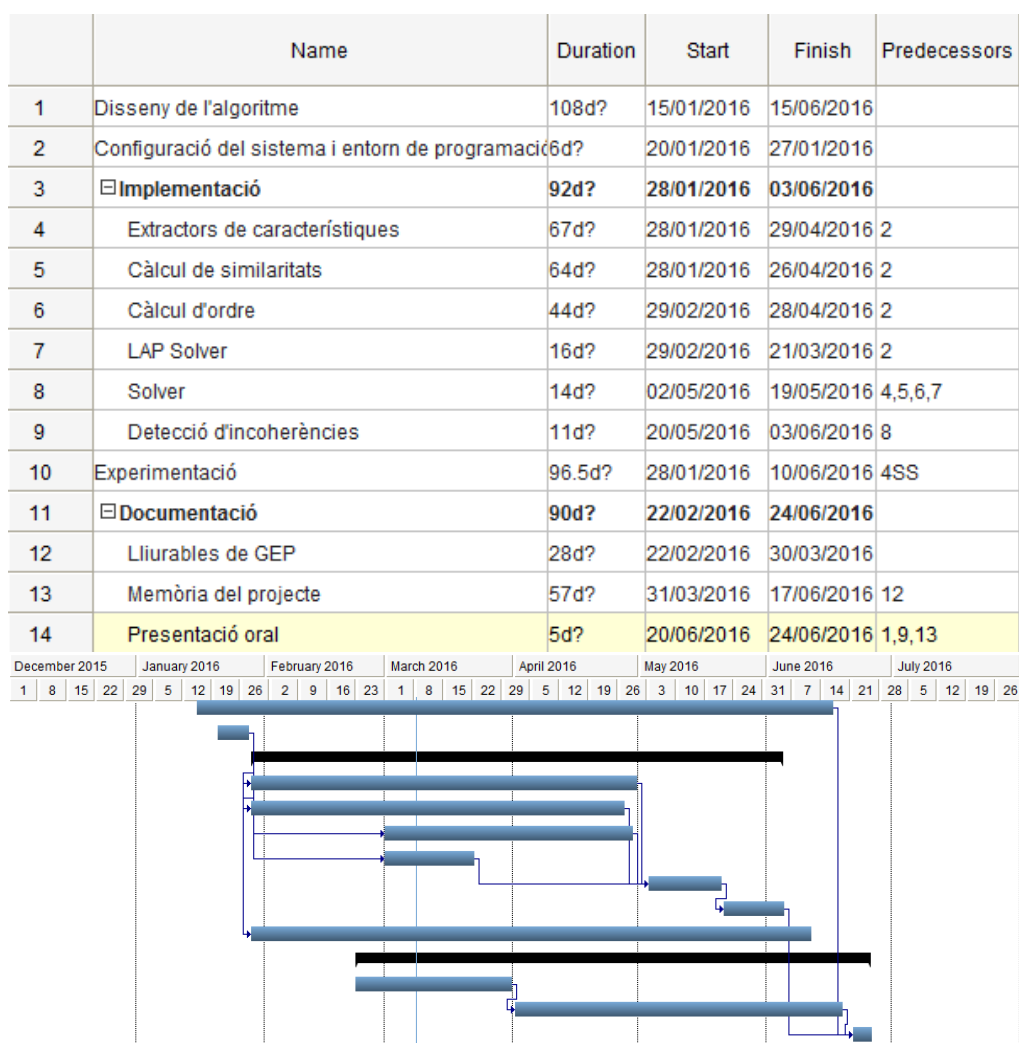 Name Duration Start Finish Predecessors
1 Disseny de l'algoritme 108d? 15/01/2016 15/06/2016
2 Configuració del sistema i entorn de programació 6d? 20/01/2016 27/01/2016
3 Implementació 92d? 28/01/2016 03/06/2016
4 Extractors de característiques 67d? 28/01/2016 29/04/2016 2
5 Càlcul de similaritats 64d? 28/01/2016 26/04/2016 2
6 Càlcul d'ordre 44d? 29/02/2016 28/04/2016 2
7 LAP Solver 16d? 29/02/2016 21/03/2016 2
8 Solver 14d? 02/05/2016 19/05/2016 4,5,6,7
9 Detecció d'incoherències 11d? 20/05/2016 03/06/2016 8
10 Experimentació 96.5d? 28/01/2016 10/06/2016 4SS
11 Documentació 90d? 22/02/2016 24/06/2016
12 Lliurables de GEP 28d? 22/02/2016 30/03/2016
13 Memòria del projecte 57d? 31/03/2016 17/06/2016 12
14 Presentació oral 5d? 20/06/2016 24/06/2016 1,9,13
December 2015 January 2016 February 2016 March 2016 April 2016 May 2016 June 2016 July 2016
1 8 15 22 29 5 12 19 26 2 9 16 23 1 8 15 22 29 5 12 19 26 3 10 17 24 31 7 14 21 28 5 12 19 26